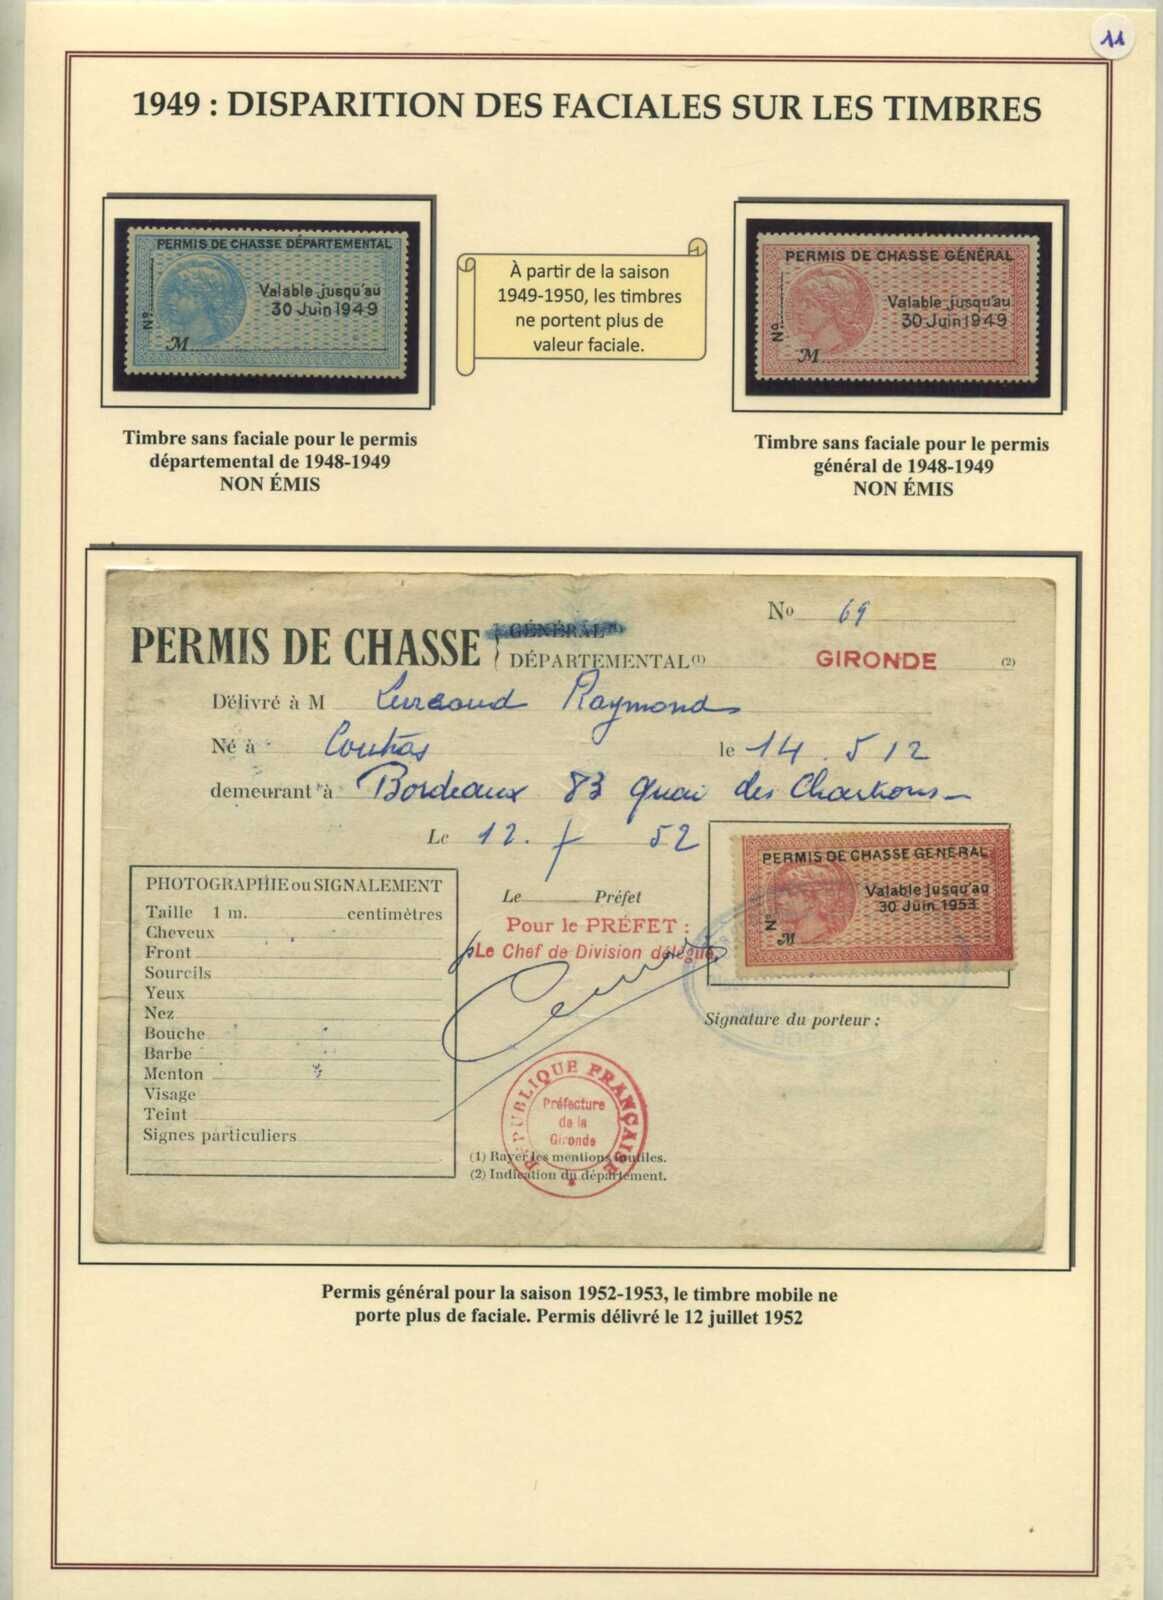 11
1949 : DISPARITION DES FACIALES SUR LES TIMBRES
PERMIS DE CHASSE DÉPARTEMENTAL
Valable jusqu'au
30 Juin 1949
No
M
À partir de la saison
1949-1950, les timbres
ne portent plus de
valeur faciale.
PERMIS DE CHASSE GÉNÉRAL
Valable jusqu'au
30 Juin 1949
No
M
Timbre sans faciale pour le permis
départemental de 1948-1949
NON ÉMIS
Timbre sans faciale pour le permis
général de 1948-1949
NON ÉMIS
No 69
PERMIS DE CHASSE
GÉNÉRAL (1)
DÉPARTEMENTAL (1) GIRONDE (2)
Délivré à M Raymond
Né à Coutras le 14.5 12
demeurant à Bordeaux 83 Quai des Chartrons
Le 12. 7 52
PERMIS DE CHASSE GÉNÉRAL
Valable jusqu'au
30 Juin 1953
No
M
PHOTOGRAPHIE ou SIGNALEMENT
Taille 1 m. centimètres
Cheveux
Front
Sourcils
Yeux
Nez
Bouche
Barbe
Menton
Visage
Teint
Signes particuliers
Le Préfet
Pour le PRÉFET :
pLe Chef de Division délégué,
Signature du porteur :
RÉPUBLIQUE FRANÇAISE
Préfecture
de la
Gironde
(1) Rayer les mentions inutiles.
(2) Indication du département.
Permis général pour la saison 1952-1953, le timbre mobile ne
porte plus de faciale. Permis délivré le 12 juillet 1952